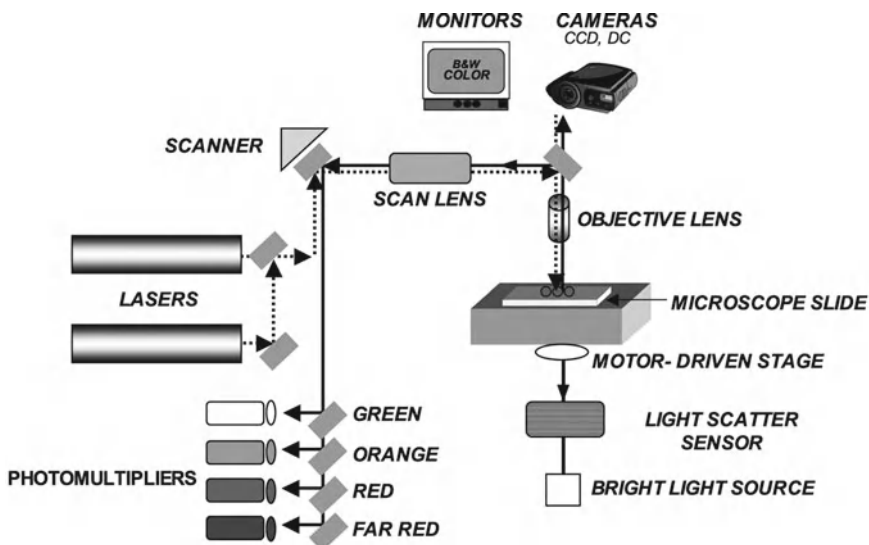 MONITORS
CAMERAS
CCD, DC
B&W
COLOR
SCANNER
SCAN LENS
OBJECTIVE LENS
LASERS
MICROSCOPE SLIDE
MOTOR- DRIVEN STAGE
LIGHT SCATTER
SENSOR
BRIGHT LIGHT SOURCE
GREEN
ORANGE
PHOTOMULTIPLIERS
RED
FAR RED